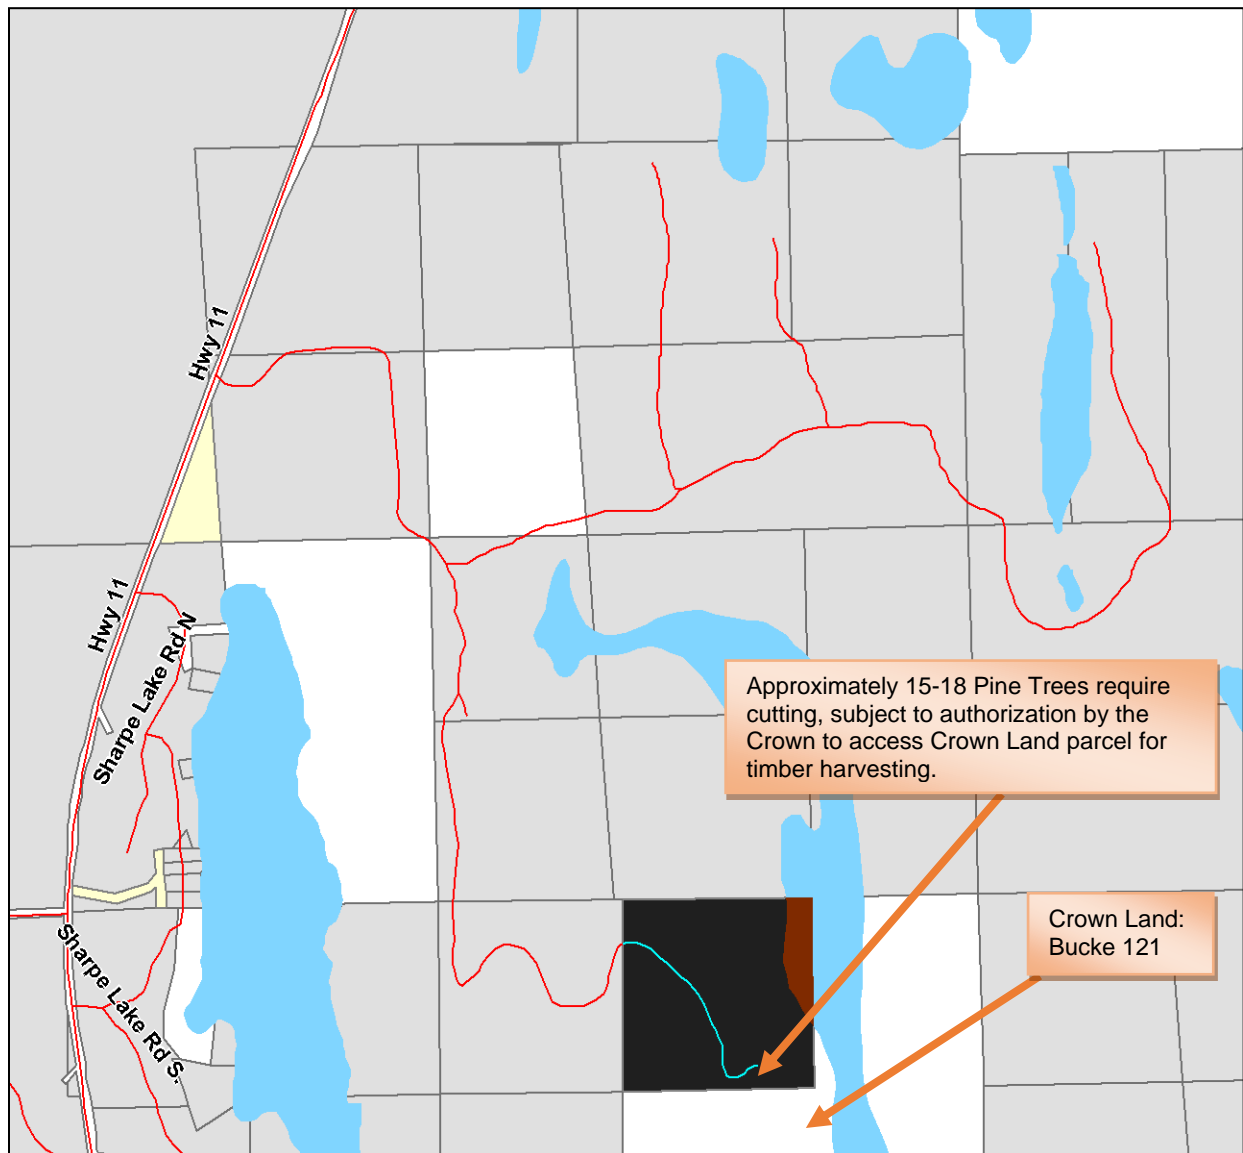 Hwy 11
Hwy 11
Sharpe Lake Rd N
Approximately 15-18 Pine Trees require
cutting, subject to authorization by the
Crown to access Crown Land parcel for
timber harvesting.
Crown Land:
Bucke 121
Sharpe Lake Rd S.